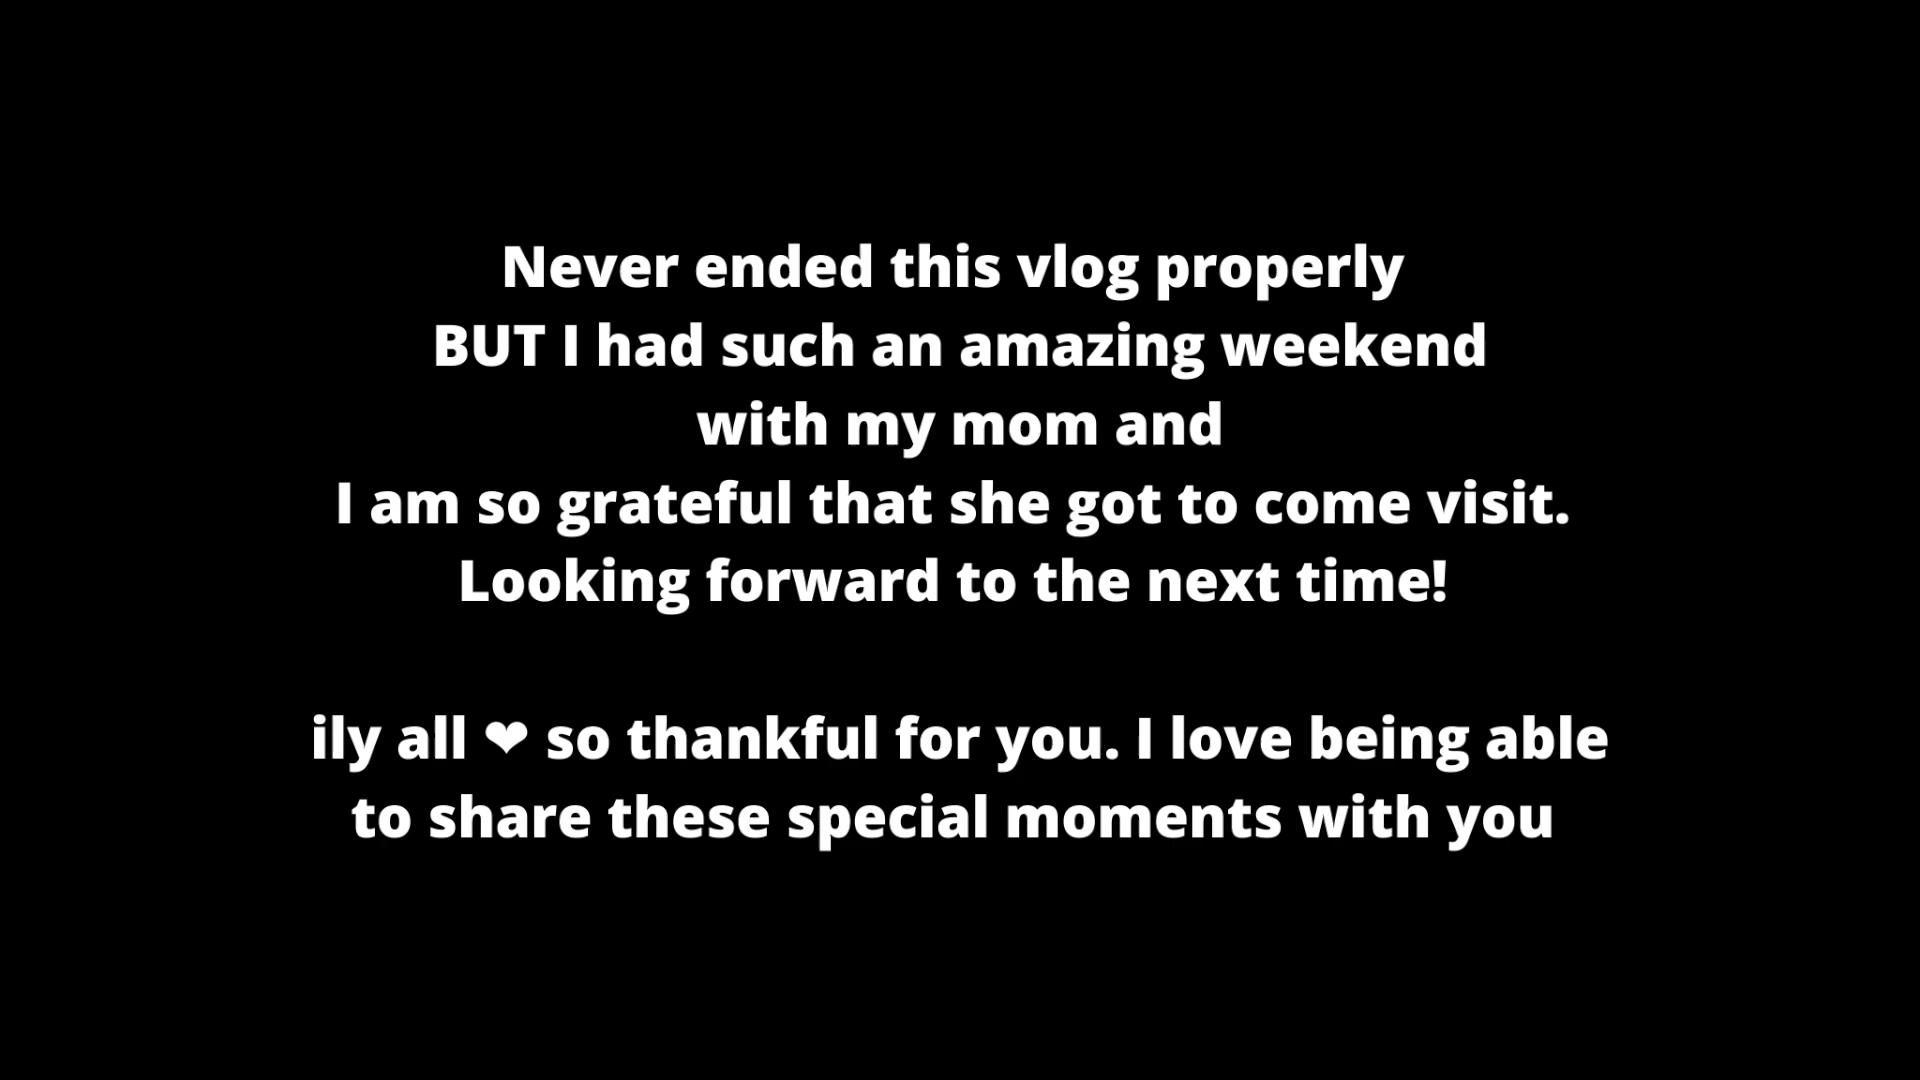 Never ended this vlog properly
BUT I had such an amazing weekend
with my mom and
I am so grateful that she got to come visit.
Looking forward to the next time!
ily all ❤ so thankful for you. I love being able
to share these special moments with you